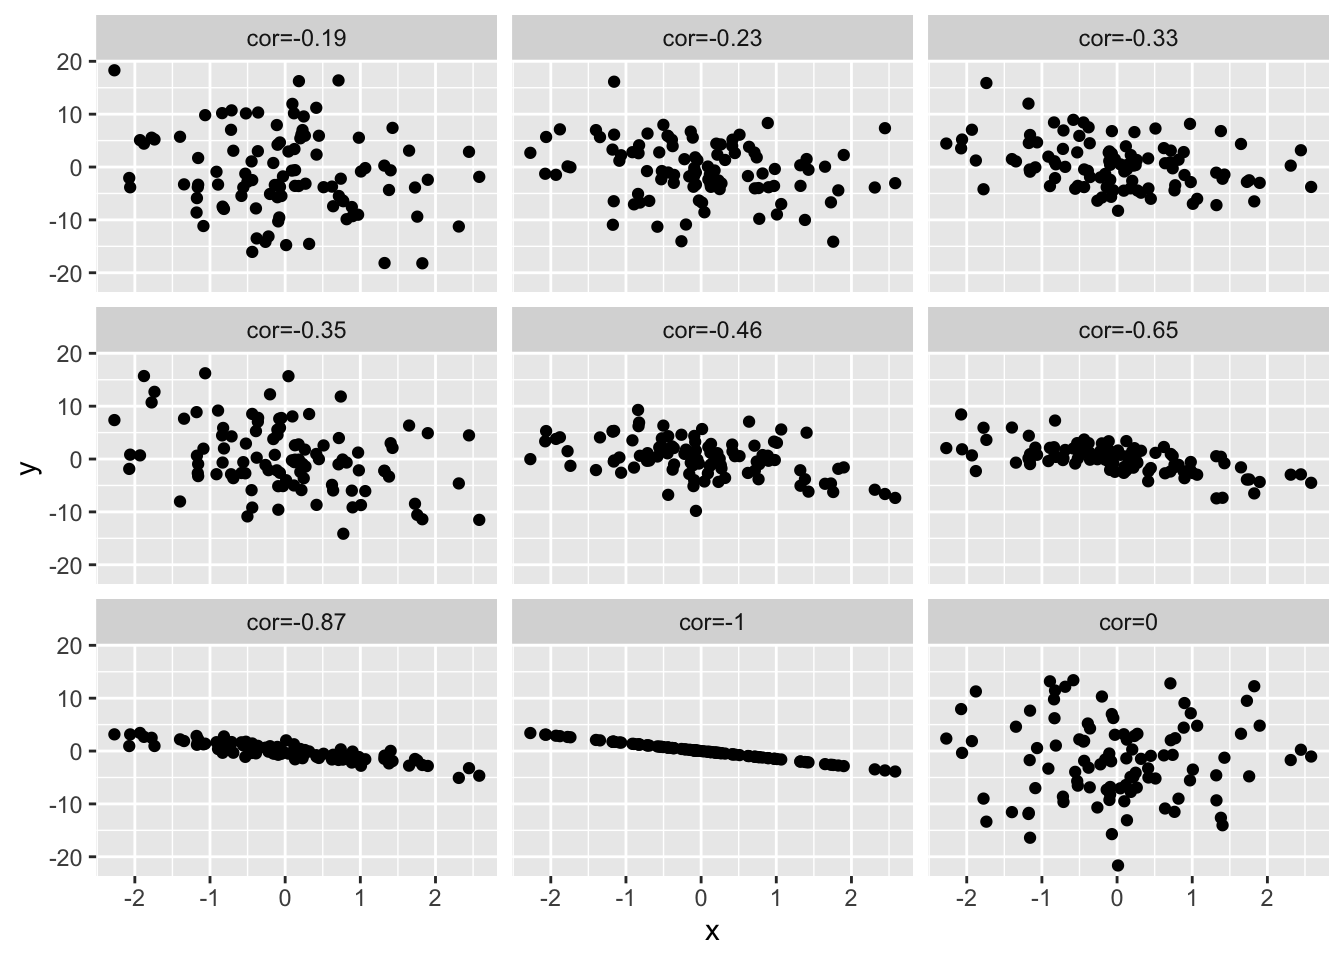 cor=-0.19 cor=-0.23 cor=-0.33
20
10
0
-10
-20
cor=-0.35 cor=-0.46 cor=-0.65
20
10
0
-10
-20
y
cor=-0.87 cor=-1 cor=0
20
10
0
-10
-20
-2 -1 0 1 2 -2 -1 0 1 2 -2 -1 0 1 2
x